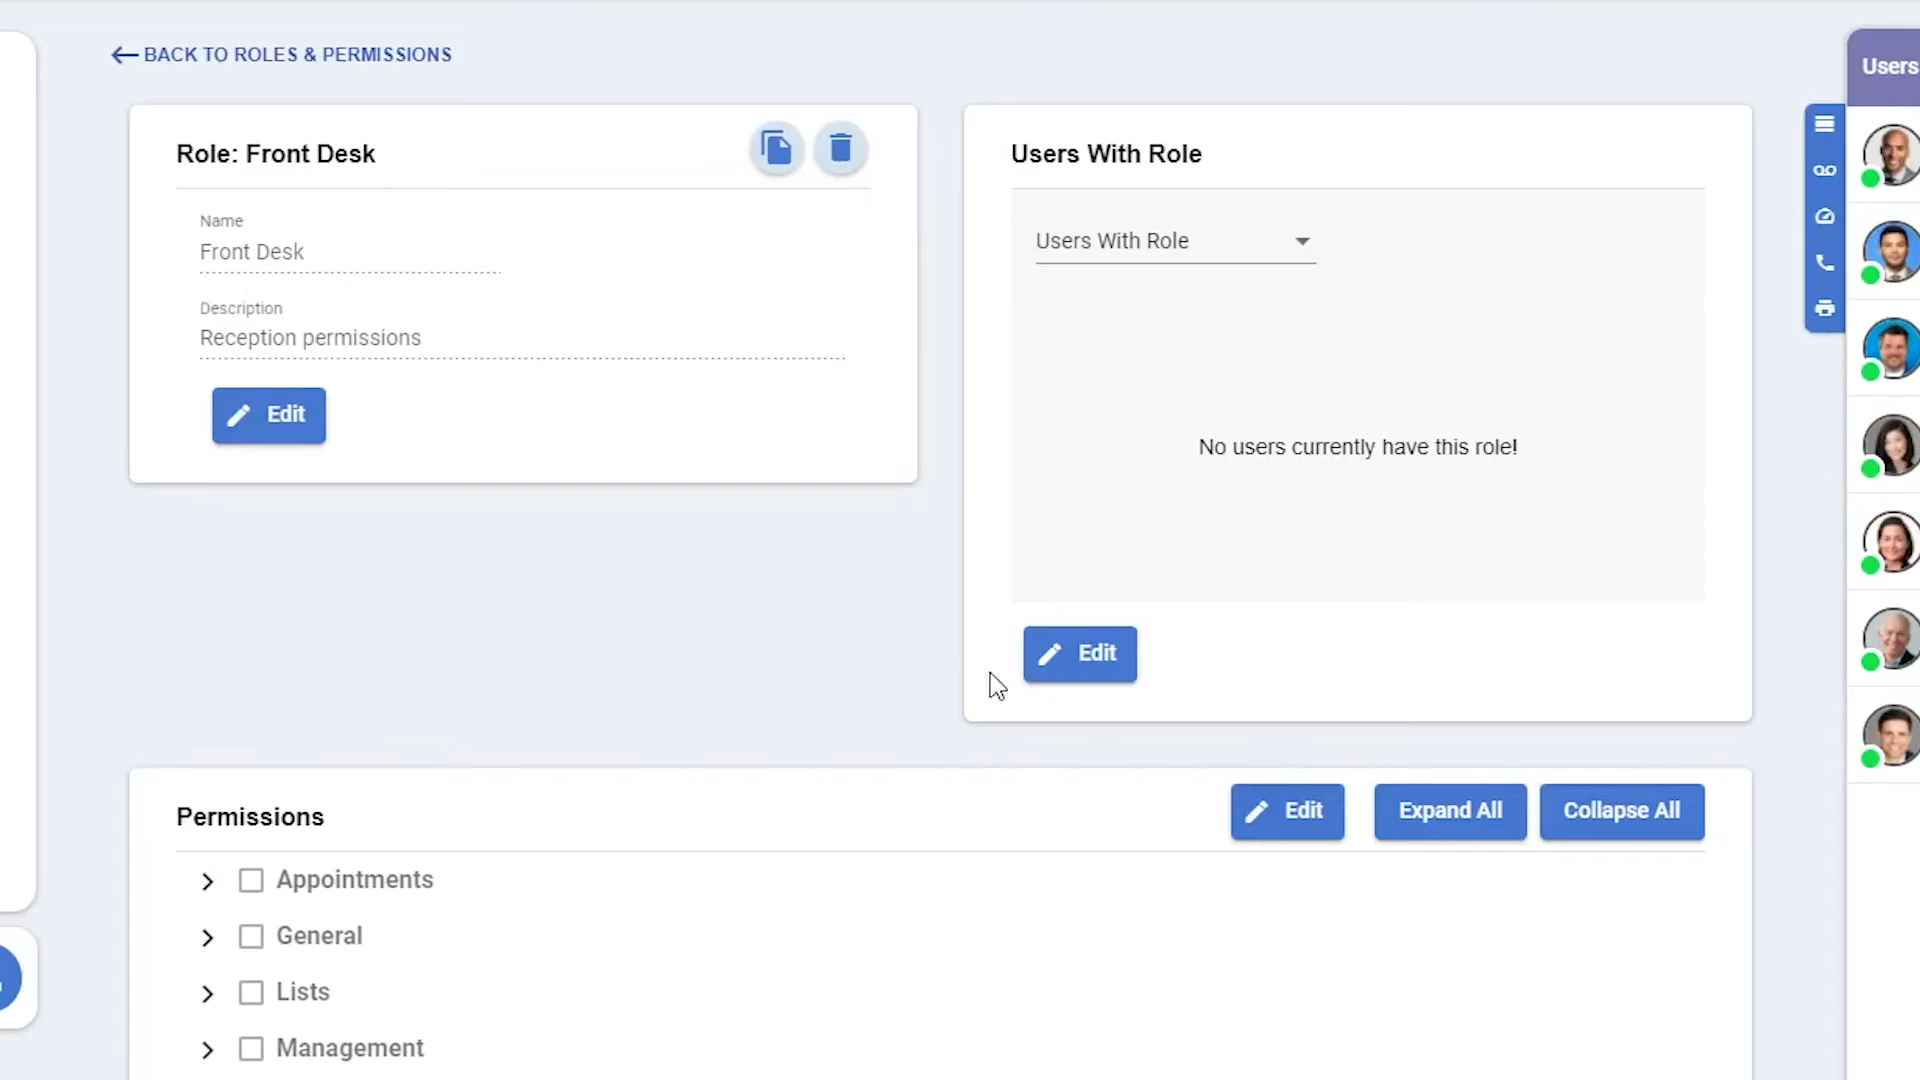 BACK TO ROLES & PERMISSIONS
Role: Front Desk
Name
Front Desk
Description
Reception permissions
Edit
Users With Role
Users With Role
No users currently have this role!
Edit
Permissions
Edit
Expand All
Collapse All
Appointments
General
Lists
Management
Users